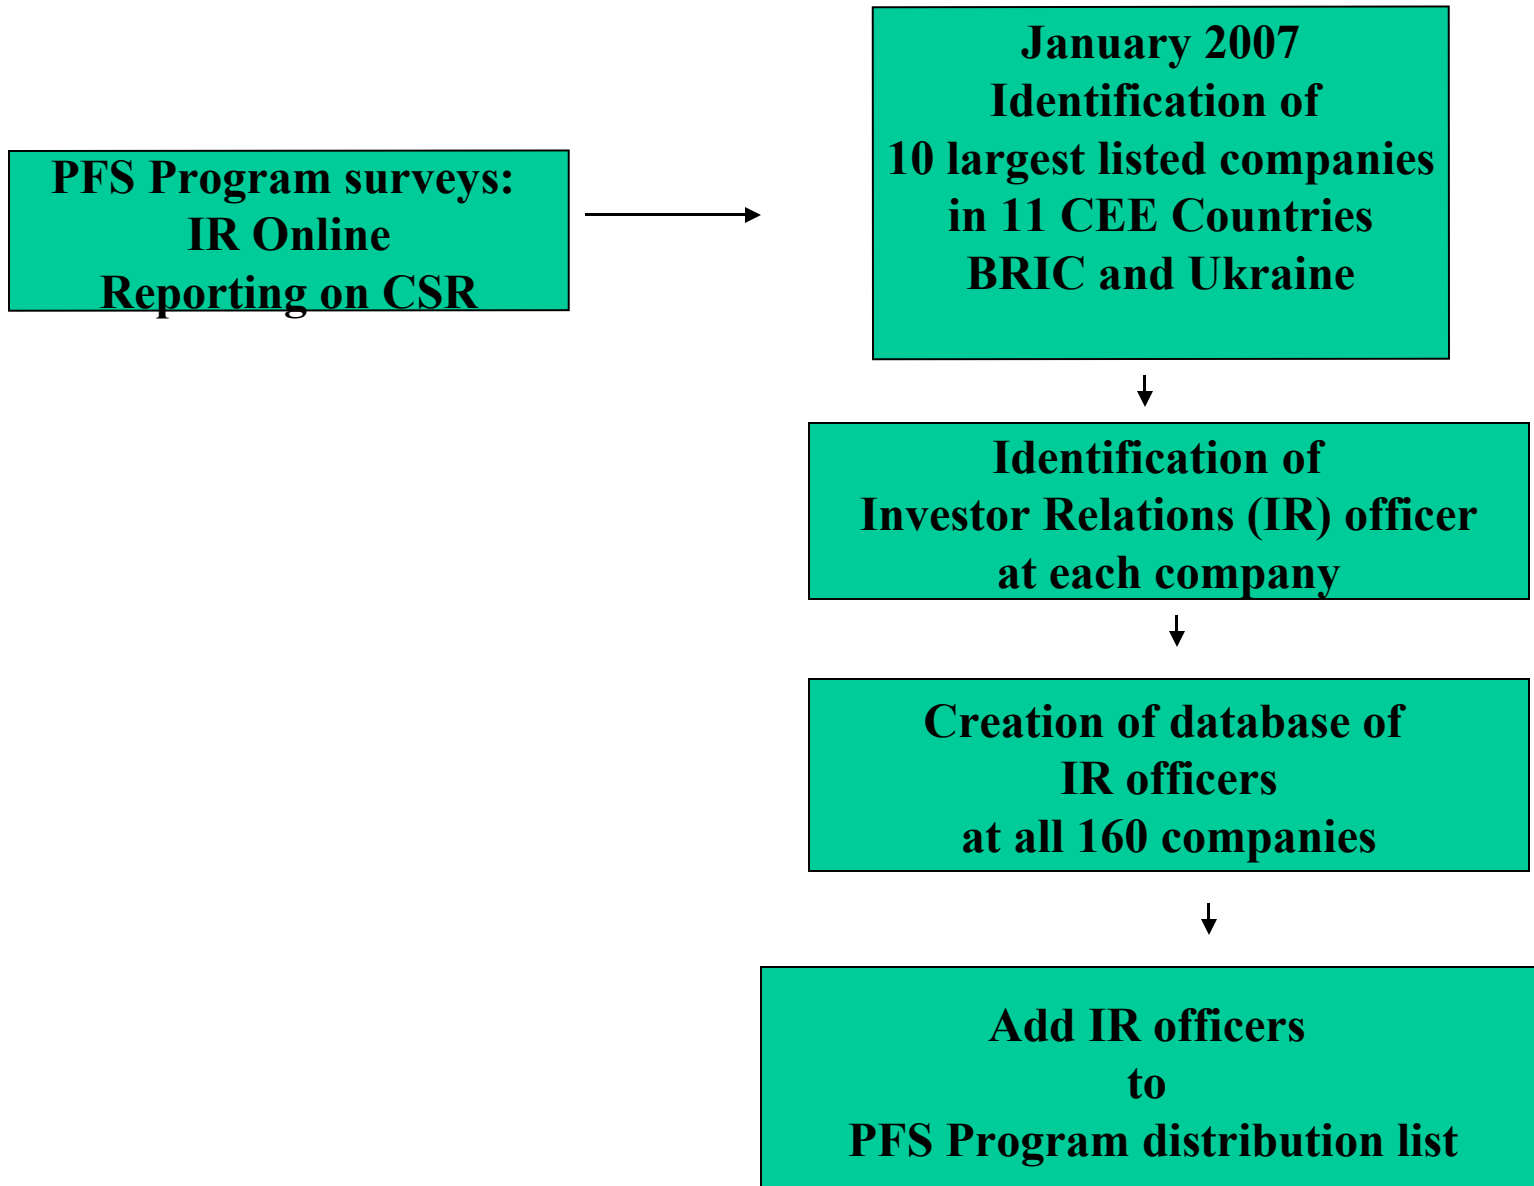 PFS Program surveys:
IR Online
Reporting on CSR
January 2007
Identification of
10 largest listed companies
in 11 CEE Countries
BRIC and Ukraine
Identification of
Investor Relations (IR) officer
at each company
Creation of database of
IR officers
at all 160 companies
Add IR officers
to
PFS Program distribution list